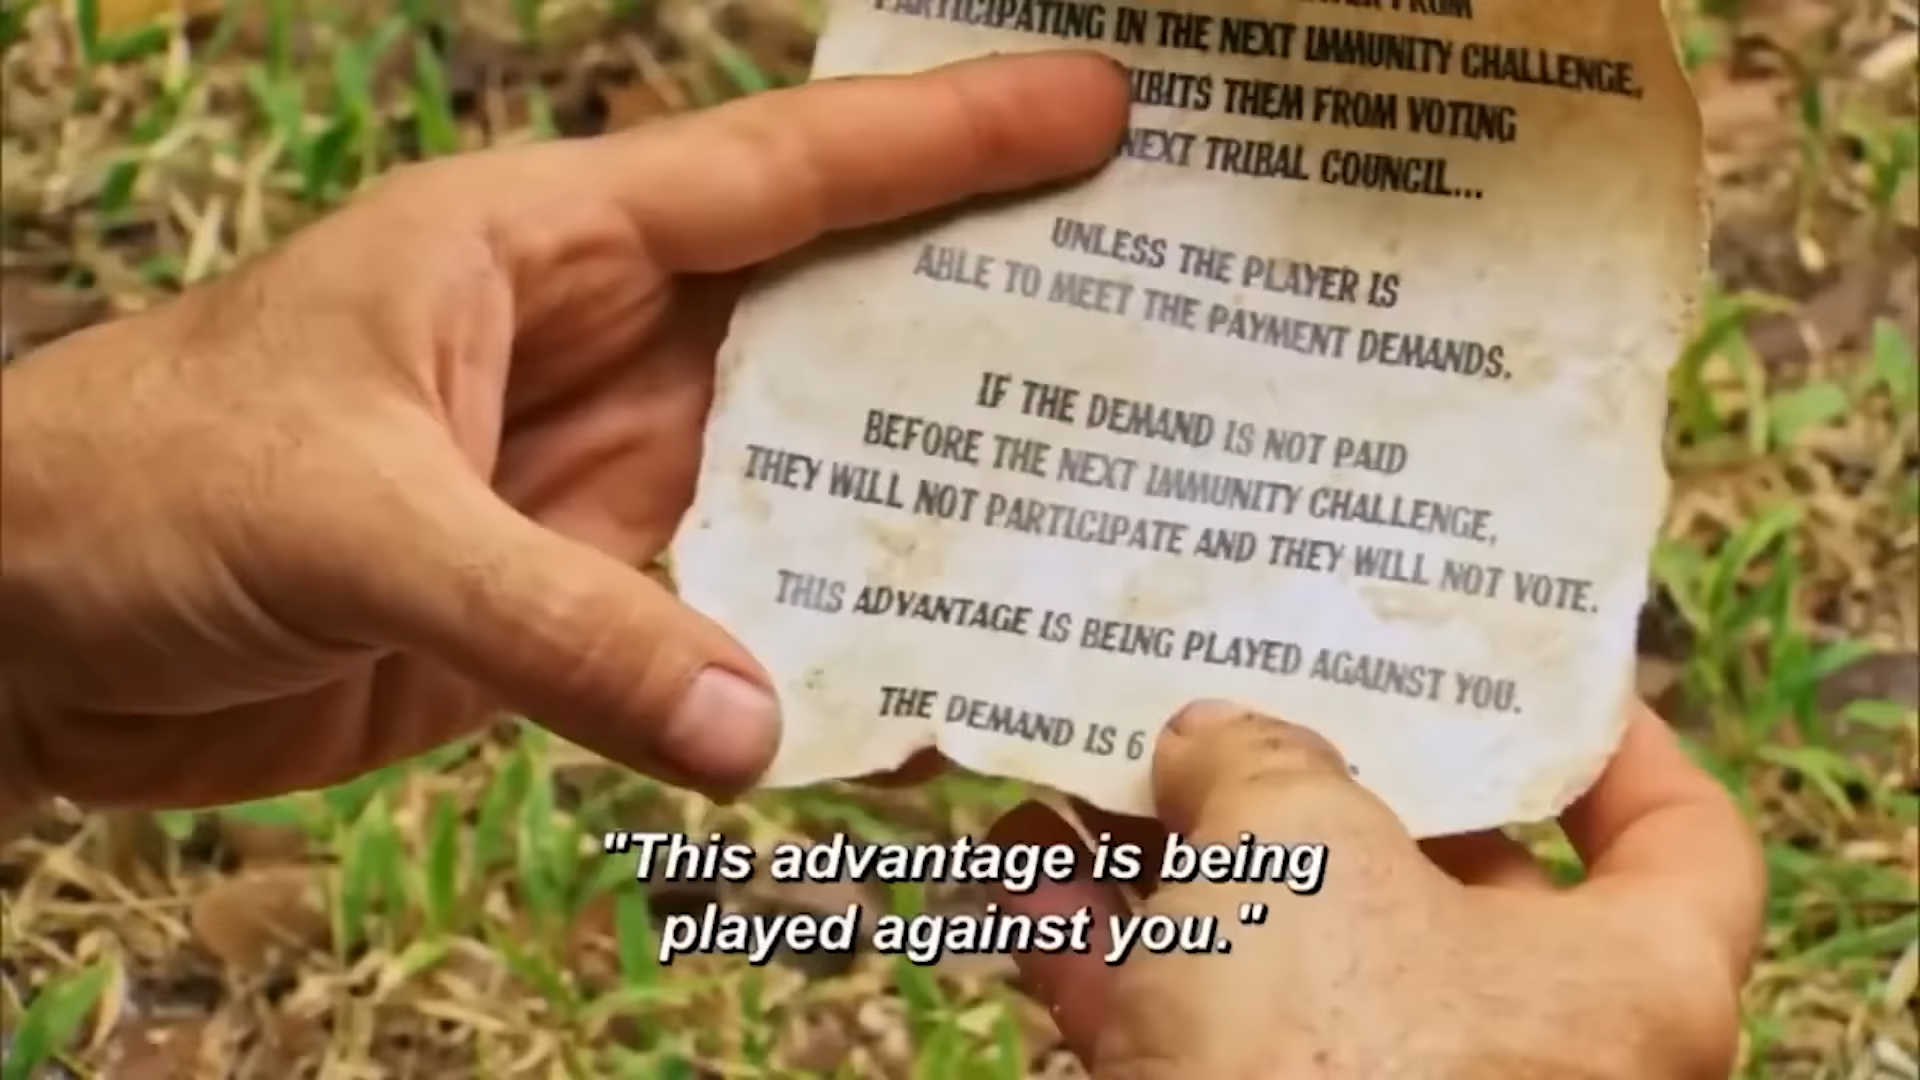 FROM
PARTICIPATING IN THE NEXT IMMUNITY CHALLENGE,
THEM FROM VOTING
NEXT TRIBAL COUNCIL...
UNLESS THE PLAYER IS
ABLE TO MEET THE PAYMENT DEMANDS.
IF THE DEMAND IS NOT PAID
BEFORE THE NEXT IMMUNITY CHALLENGE,
THEY WILL NOT PARTICIPATE AND THEY WILL NOT VOTE.
THIS ADVANTAGE IS BEING PLAYED AGAINST YOU.
THE DEMAND IS 6
"This advantage is being
played against you."